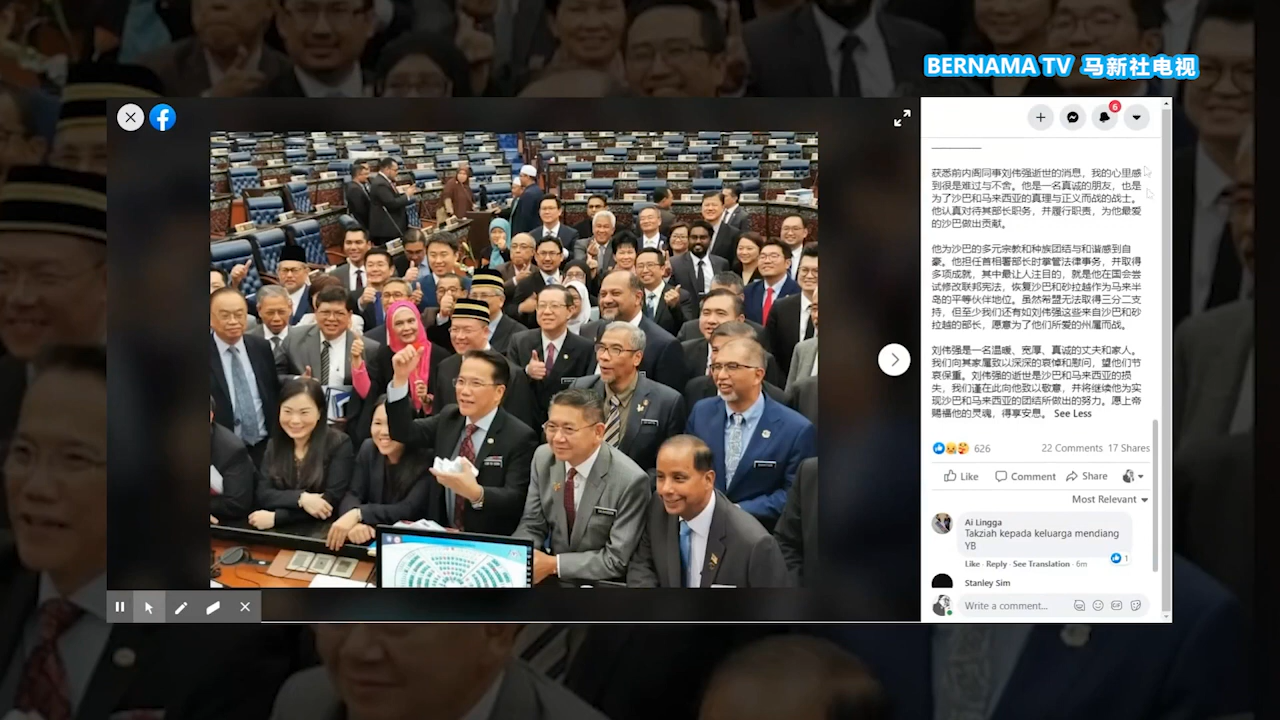 BERNAMA TV 马新社电视
6
获悉前内阁同事刘伟强逝世的消息，我的心里感
到很是难过与不舍。他是一名真诚的朋友，也是
为了沙巴和马来西亚的真理与正义而战的战士。
他认真对待其部长职务，并履行职责，为他最爱
的沙巴做出贡献。
他为沙巴的多元宗教和种族团结与和谐感到自
豪。他担任首相署部长时掌管法律事务，并取得
多项成就，其中最让人注目的，就是他在国会尝
试修改联邦宪法，恢复沙巴和砂拉越作为马来半
岛的平等伙伴地位。虽然希盟无法取得三分二支
持，但至少我们还有如刘伟强这些来自沙巴和砂
拉越的部长，愿意为了他们所爱的州属而战。
刘伟强是一名温暖、宽厚、真诚的丈夫和家人。
我们向其家属致以深深的哀悼和慰问，望他们节
哀保重。刘伟强的逝世是沙巴和马来西亚的损
失，我们谨在此向他致以敬意，并将继续他为实
现沙巴和马来西亚的团结所做出的努力。愿上帝
赐福他的灵魂，得享安息。 See Less
626 22 Comments 17 Shares
Like Comment Share
Most Relevant
Ai Lingga
Takziah kepada keluarga mendiang
YB
1
Like · Reply · See Translation · 6m
Stanley Sim
Write a comment...